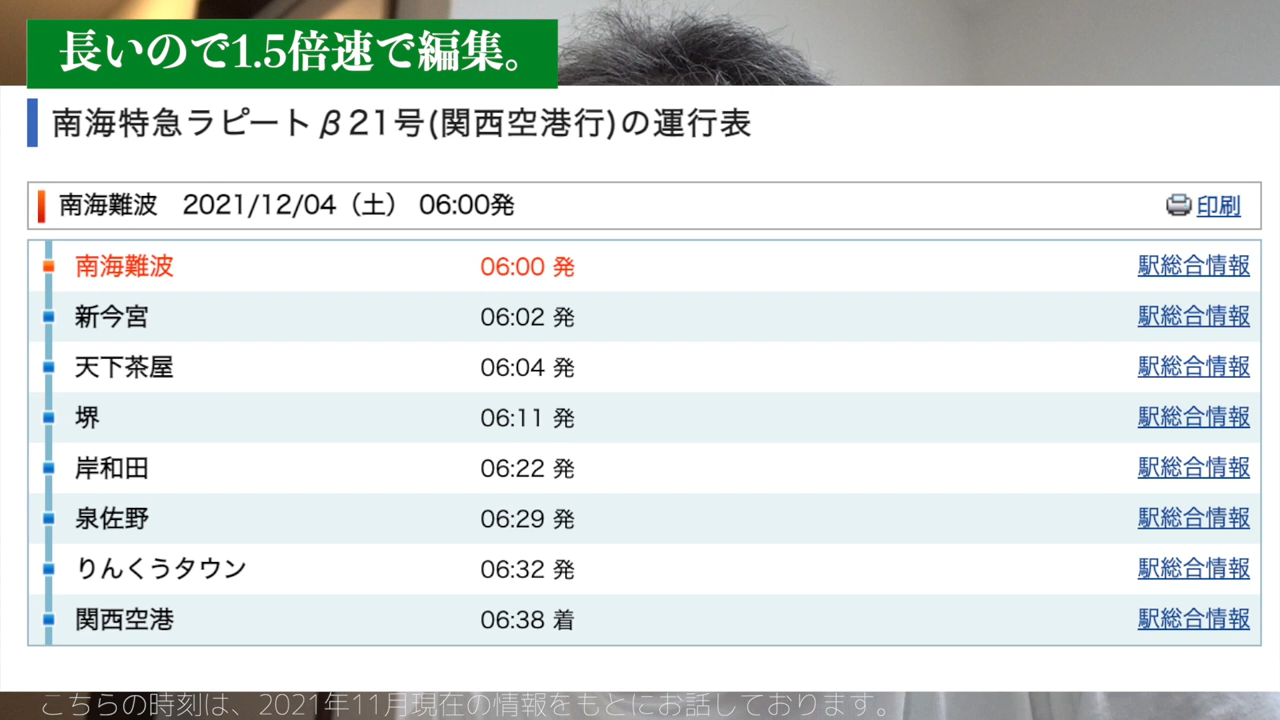 長いので1.5倍速で編集。
南海特急ラピートβ21号(関西空港行)の運行表
南海難波　2021/12/04（土） 06:00発 印刷
南海難波 06:00 発 駅総合情報
新今宮 06:02 発 駅総合情報
天下茶屋 06:04 発 駅総合情報
堺 06:11 発 駅総合情報
岸和田 06:22 発 駅総合情報
泉佐野 06:29 発 駅総合情報
りんくうタウン 06:32 発 駅総合情報
関西空港 06:38 着 駅総合情報
こちらの時刻は、2021年11月現在の情報をもとにお話しております。